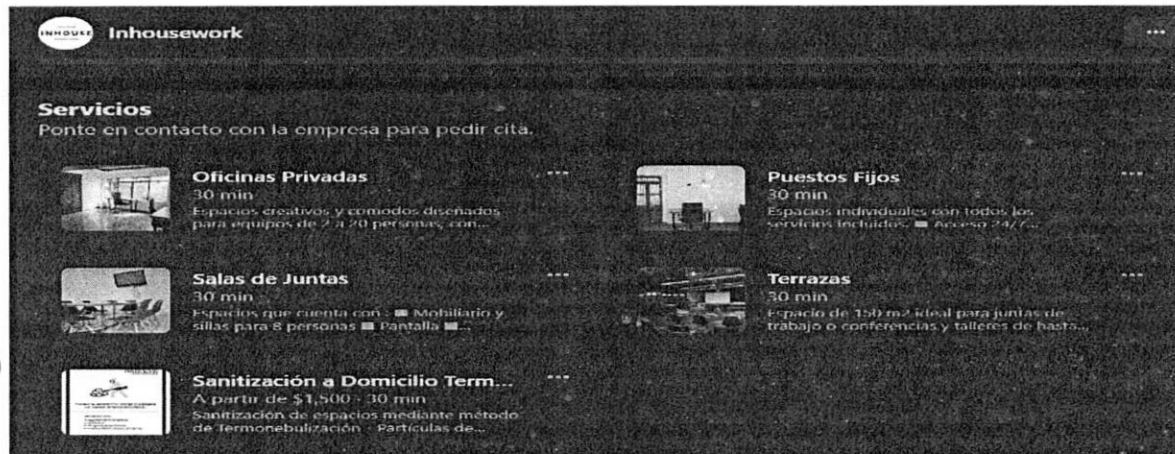 INHOUSE
Inhousework
Servicios
Ponte en contacto con la empresa para pedir cita.
Oficinas Privadas
30 min
Espacios creativos y comodos diseñados
para equipos de 2 a 20 personas, con...
Puestos Fijos
30 min
Espacios individuales con todos los
servicios incluidos. Acceso 24/7...
Salas de Juntas
30 min
Espacios que cuenta con : Mobiliario y
sillas para 8 personas Pantalla ...
Terrazas
30 min
Espacio de 150 m2 ideal para juntas de
trabajo o conferencias y talleres de hasta...
Sanitización a Domicilio Term...
A partir de $1,500 · 30 min
Sanitización de espacios mediante método
de Termonebulización · Partículas de...